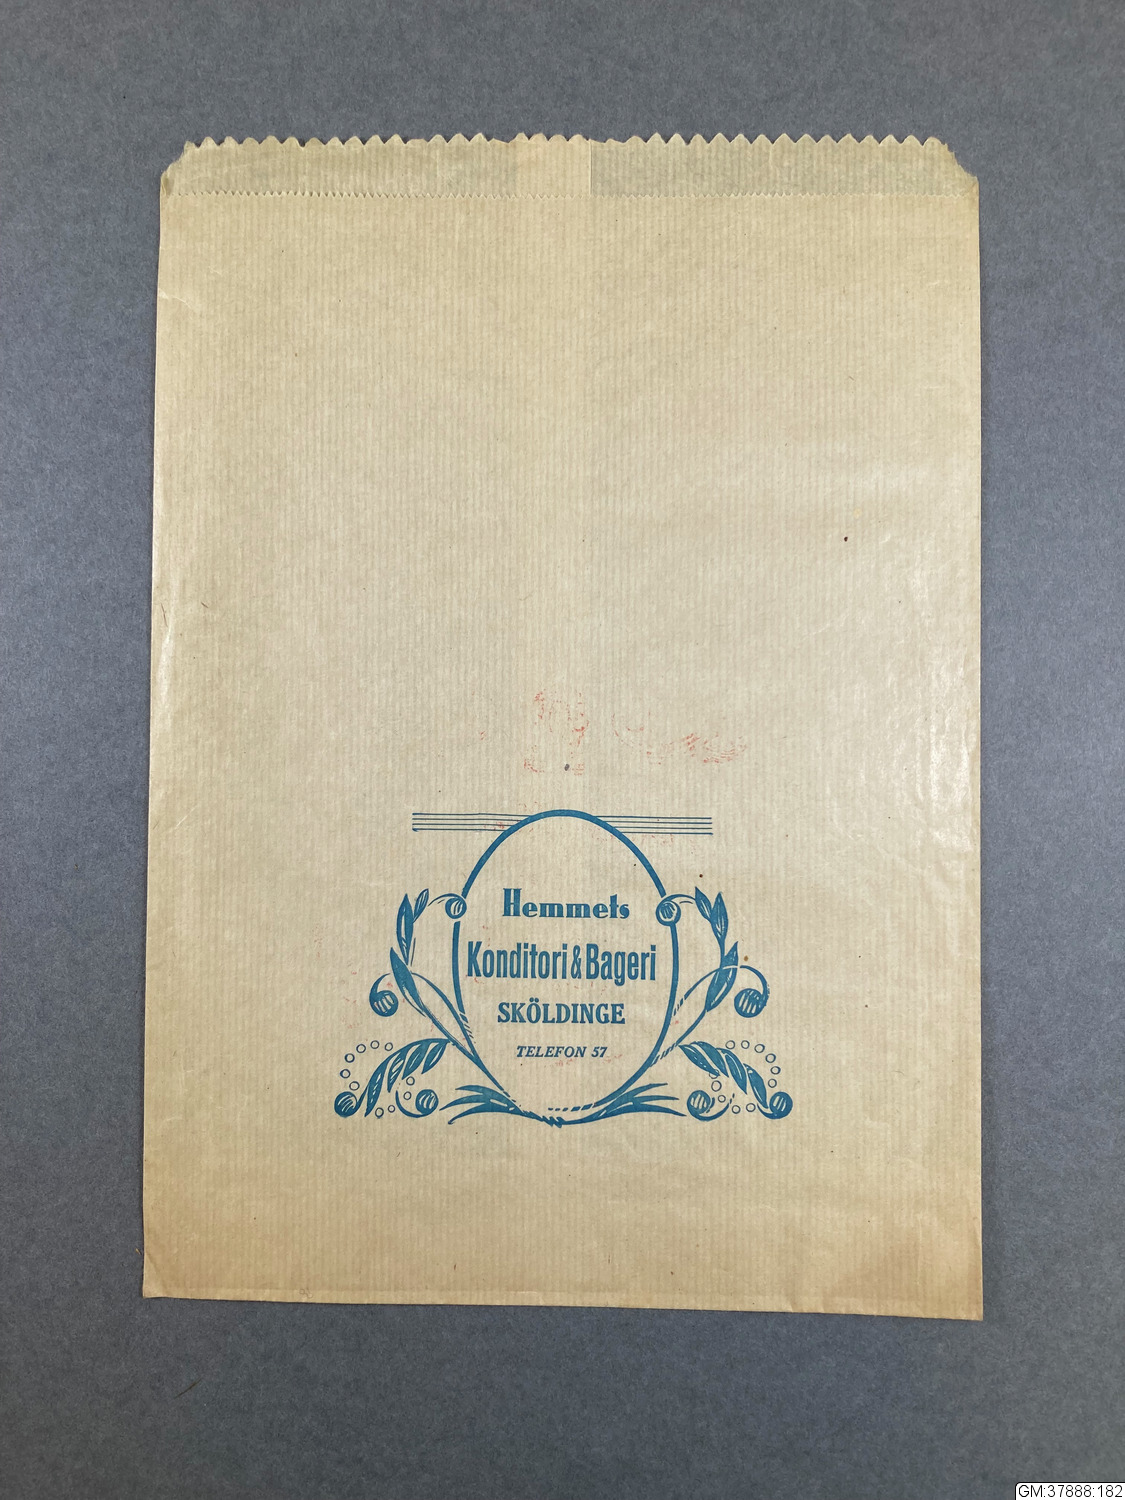 Hemmets
Konditori & Bageri
SKÖLDINGE
TELEFON 57
GM:37888:182